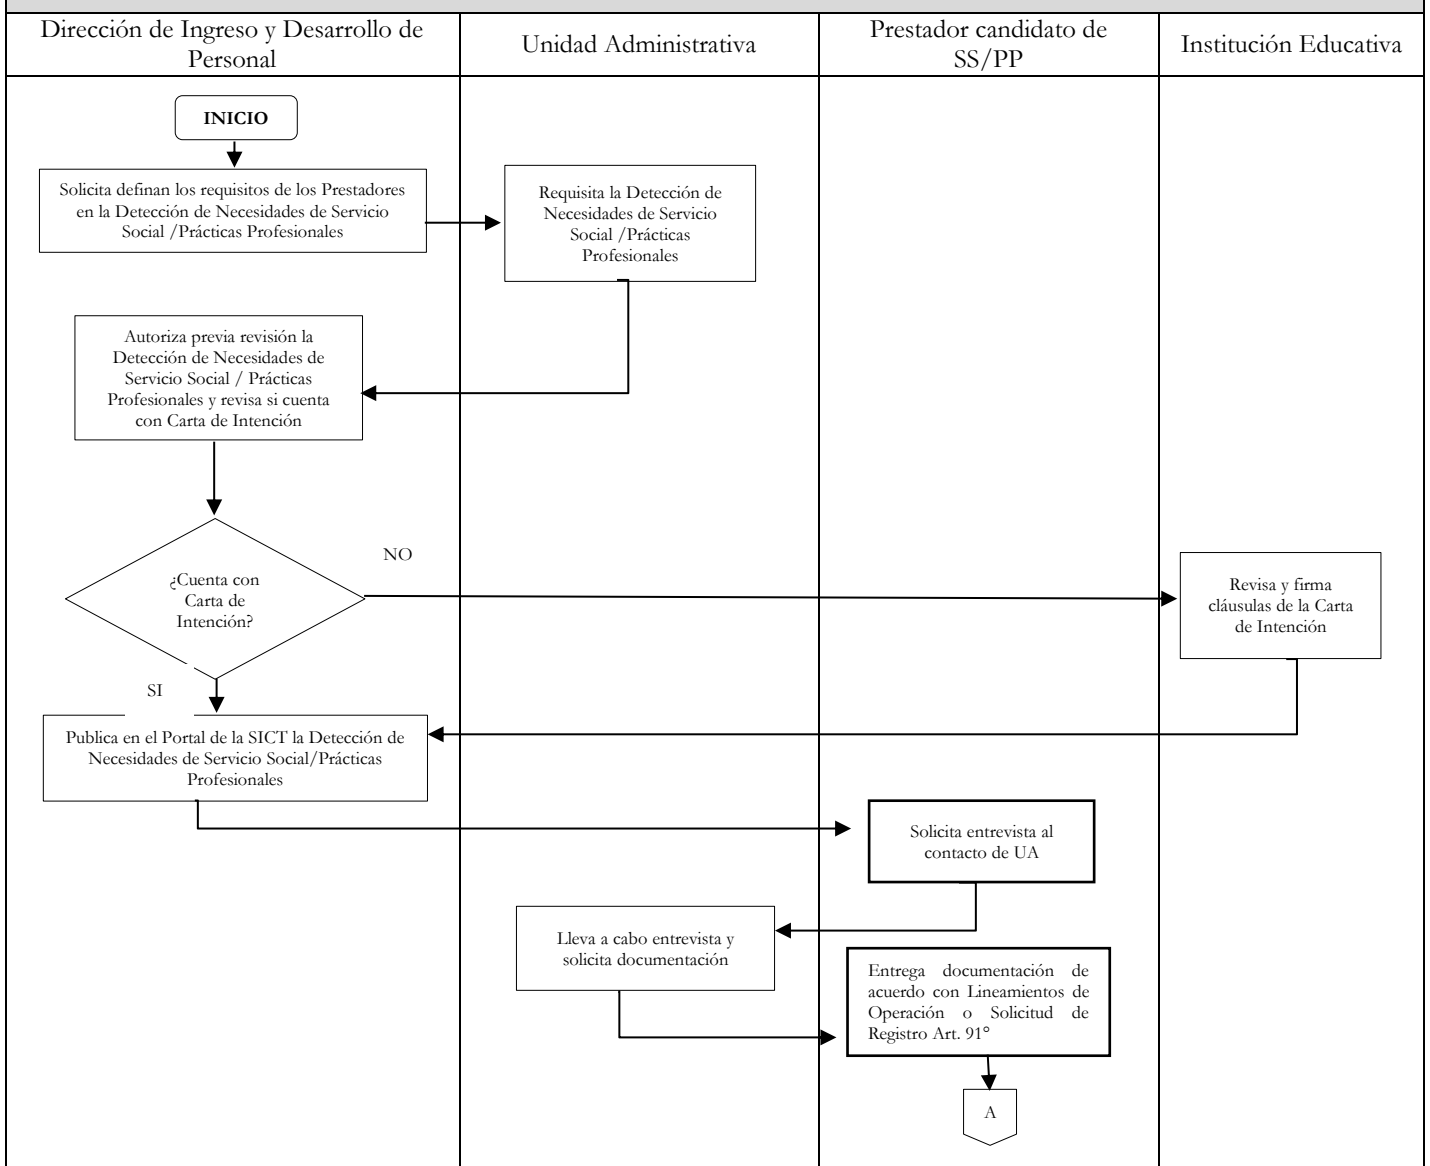 Dirección de Ingreso y Desarrollo de
Personal
Unidad Administrativa
Prestador candidato de
SS/PP
Institución Educativa
INICIO
Solicita definan los requisitos de los Prestadores
en la Detección de Necesidades de Servicio
Social /Prácticas Profesionales
Requisita la Detección de
Necesidades de Servicio
Social /Prácticas
Profesionales
Autoriza previa revisión la
Detección de Necesidades de
Servicio Social / Prácticas
Profesionales y revisa si cuenta
con Carta de Intención
¿Cuenta con
Carta de
Intención?
NO
Revisa y firma
cláusulas de la Carta
de Intención
SI
Publica en el Portal de la SICT la Detección de
Necesidades de Servicio Social/Prácticas
Profesionales
Solicita entrevista al
contacto de UA
Lleva a cabo entrevista y
solicita documentación
Entrega documentación de
acuerdo con Lineamientos de
Operación o Solicitud de
Registro Art. 91°
A